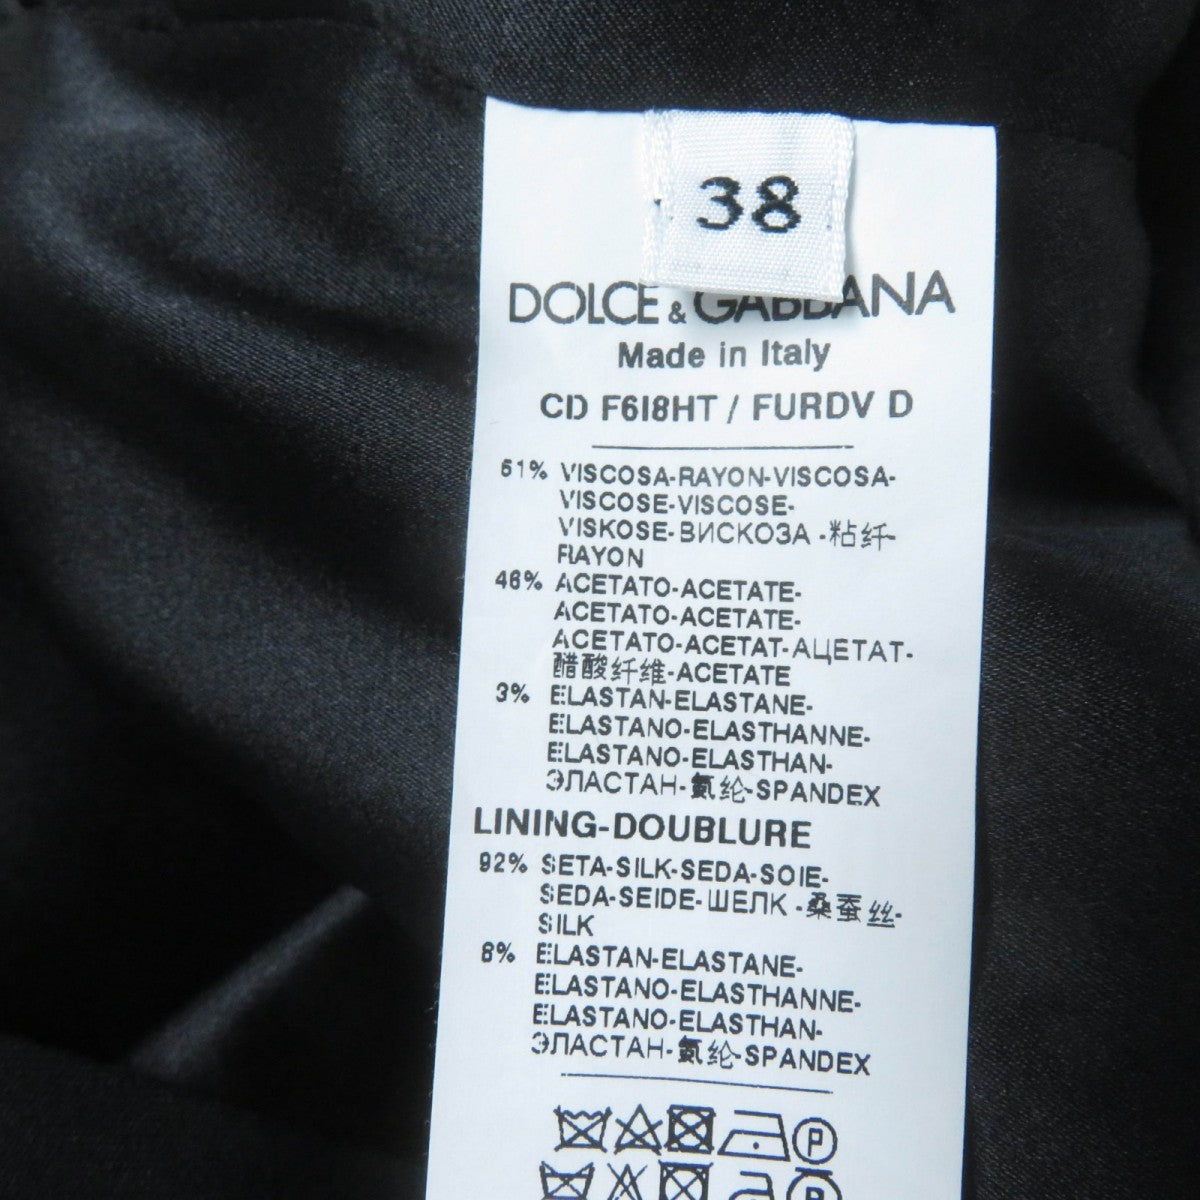 38
DOLCE & GABBANA
Made in Italy
CD F6I8HT / FURDV D
51% VISCOSA-RAYON-VISCOSA-
VISCOSE-VISCOSE-
VISKOSE-ВИСКОЗА-粘纤-
RAYON
46% ACETATO-ACETATE-
ACETATO-ACETATE-
ACETATO-ACETAT-АЦЕТАТ-
醋酸纤维-ACETATE
3% ELASTAN-ELASTANE-
ELASTANO-ELASTHANNE-
ELASTANO-ELASTHAN-
ЭЛАСТАН-氨纶-SPANDEX
LINING-DOUBLURE
92% SETA-SILK-SEDA-SOIE-
SEDA-SEIDE-ШЕЛК-桑蚕丝-
SILK
8% ELASTAN-ELASTANE-
ELASTANO-ELASTHANNE-
ELASTANO-ELASTHAN-
ЭЛАСТАН-氨纶-SPANDEX
P